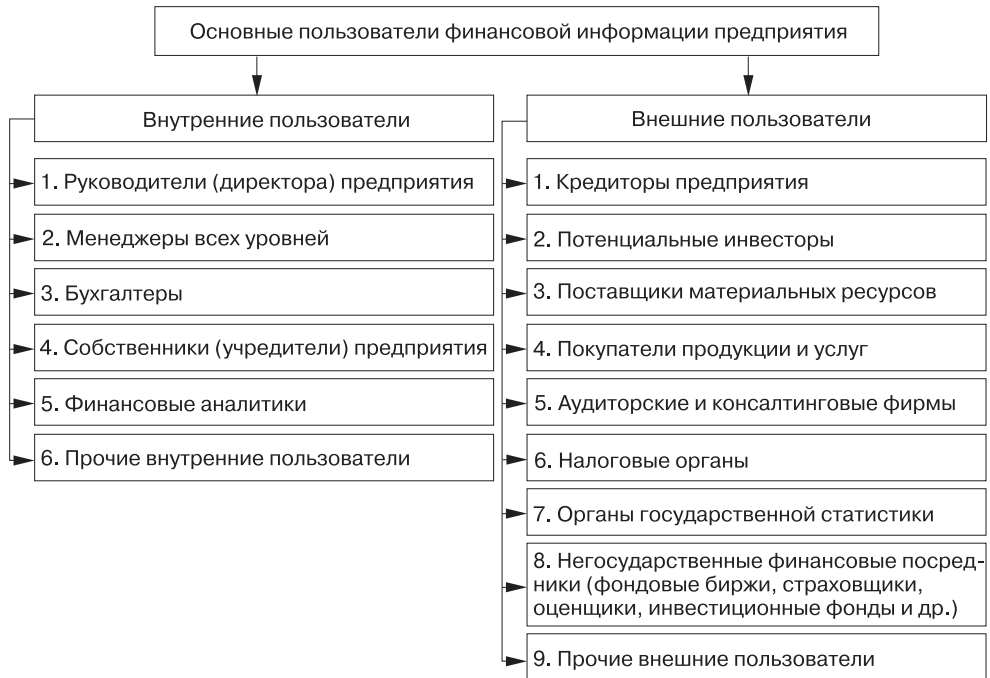 Основные пользователи финансовой информации предприятия
Внутренние пользователи
1. Руководители (директора) предприятия
2. Менеджеры всех уровней
3. Бухгалтеры
4. Собственники (учредители) предприятия
5. Финансовые аналитики
6. Прочие внутренние пользователи
Внешние пользователи
1. Кредиторы предприятия
2. Потенциальные инвесторы
3. Поставщики материальных ресурсов
4. Покупатели продукции и услуг
5. Аудиторские и консалтинговые фирмы
6. Налоговые органы
7. Органы государственной статистики
8. Негосударственные финансовые посред-
ники (фондовые биржи, страховщики,
оценщики, инвестиционные фонды и др.)
9. Прочие внешние пользователи